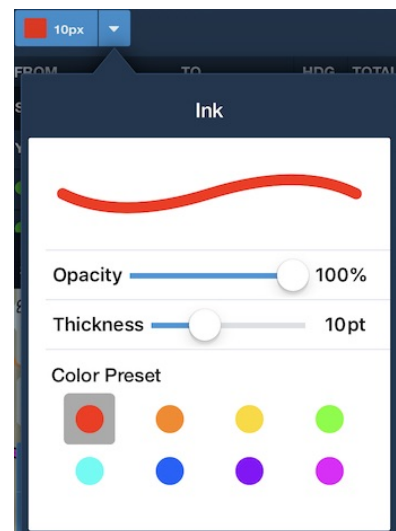 10px
FROM TO HDG TOTAL
Ink
Opacity 100%
Thickness 10pt
Color Preset